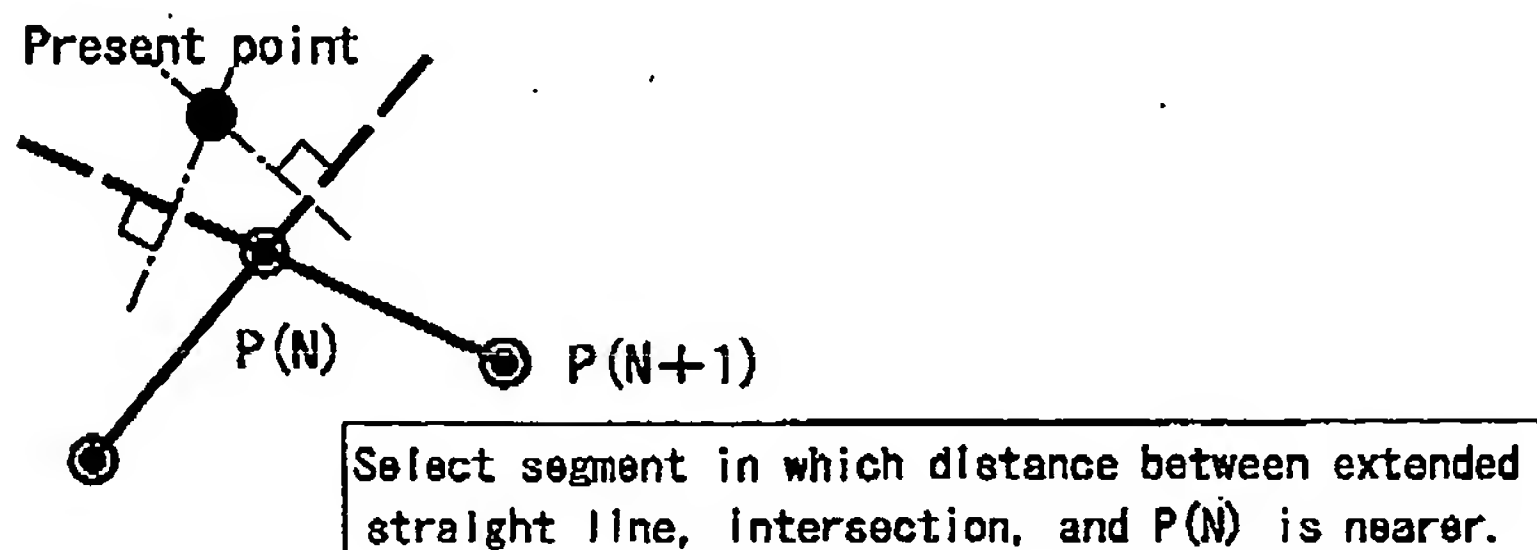 Present point
P(N)
P(N+1)
Select segment in which distance between extended
straight line, intersection, and P(N) is nearer.